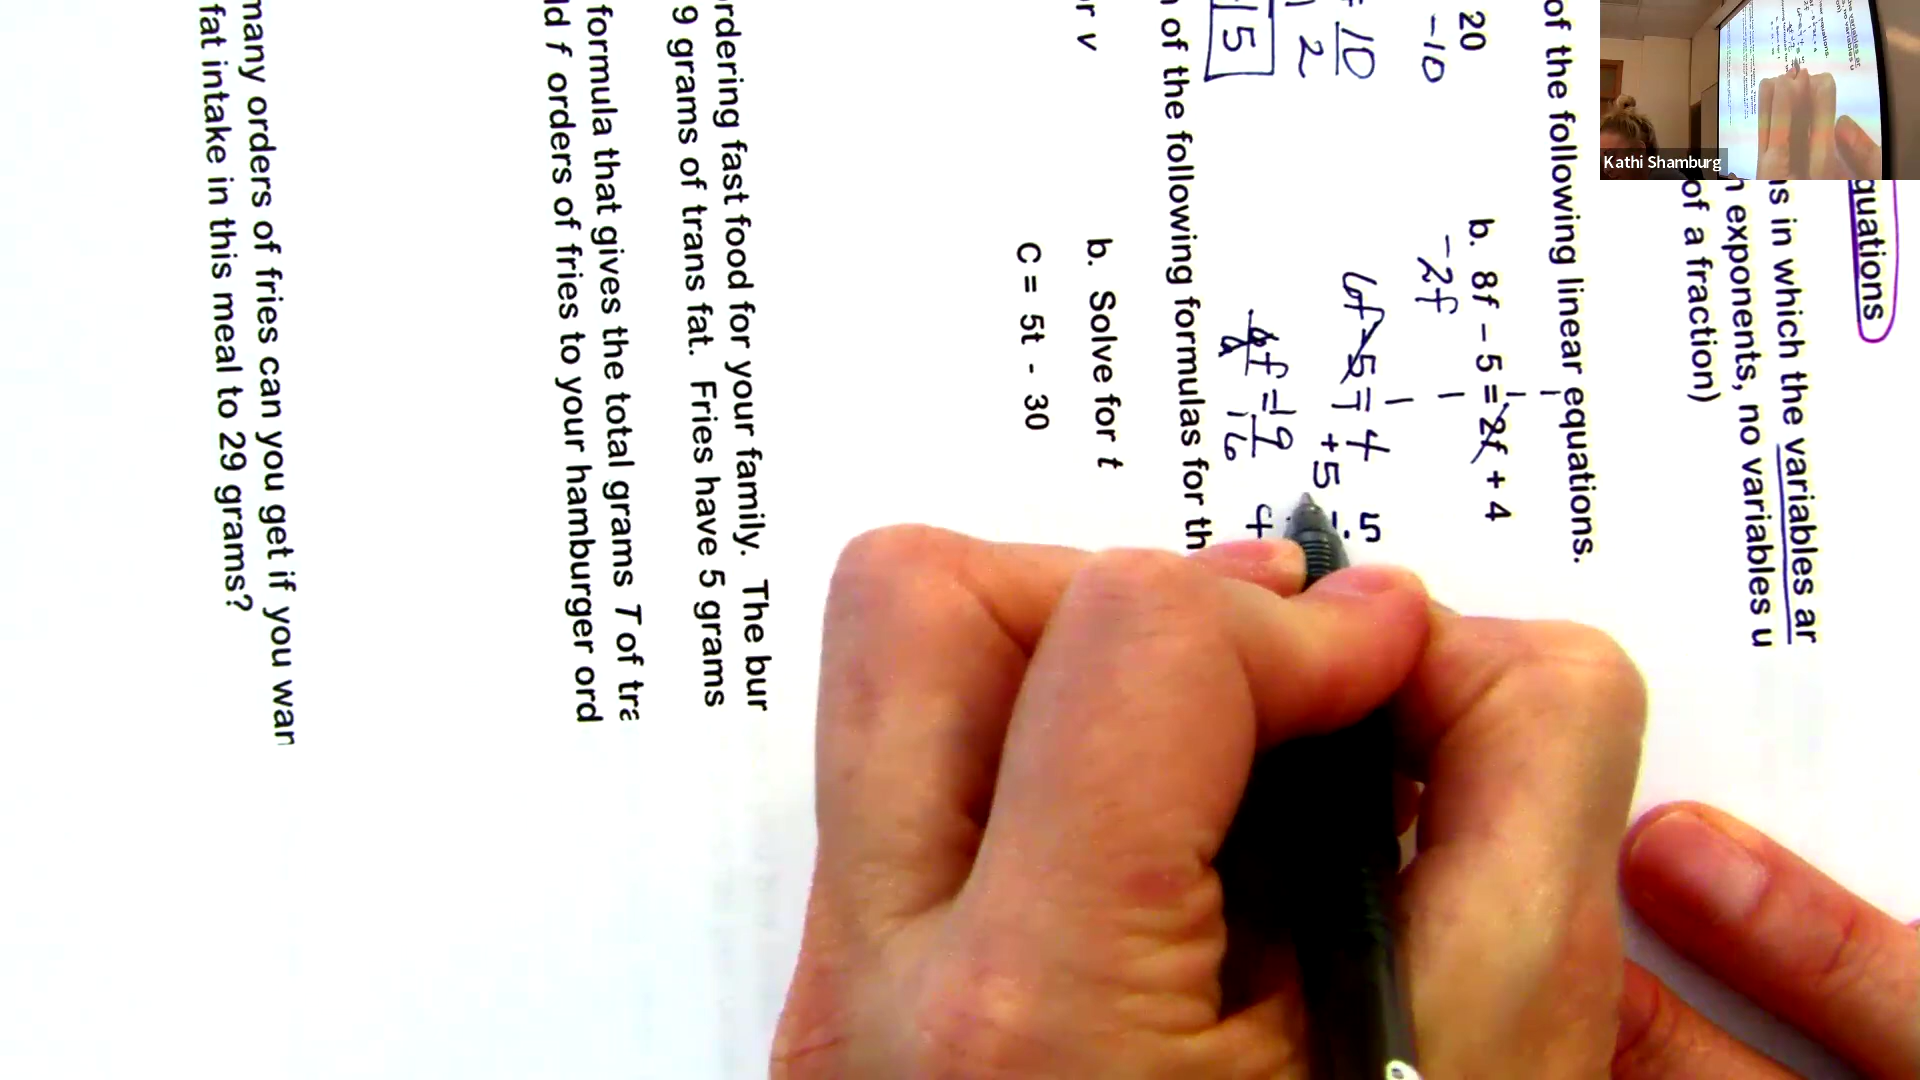 quations
s in which the variables ar
n exponents, no variables u
of a fraction)
of the following linear equations.
20
-10
10
2
15
b. 8f - 5 = 2f + 4
-2f
6f - 5 = 4
+5
6f = 9
6 6
n of the following formulas for th
or v
b. Solve for t
C = 5t - 30
rdering fast food for your family. The bur
9 grams of trans fat. Fries have 5 grams
formula that gives the total grams T of tra
ld f orders of fries to your hamburger ord
many orders of fries can you get if you wan
fat intake in this meal to 29 grams?
Kathi Shamburg